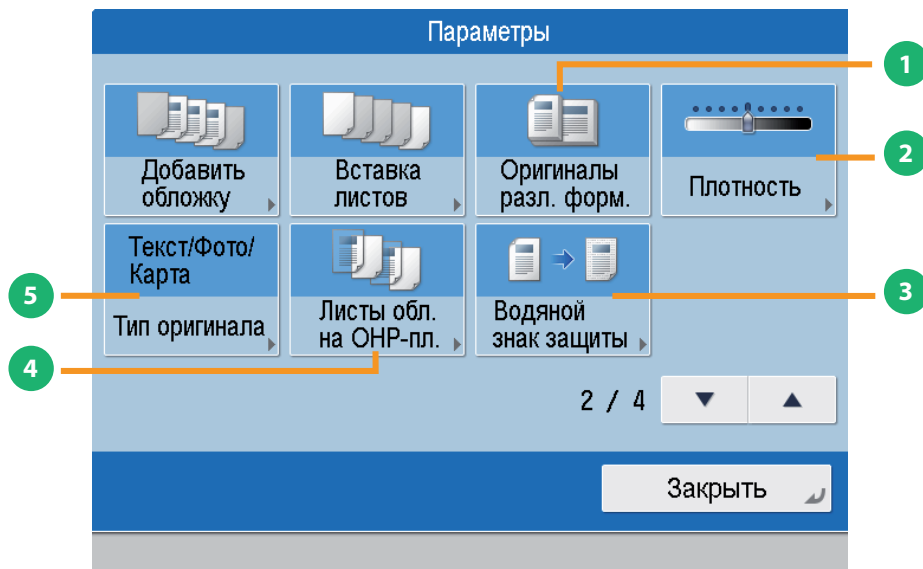 Параметры
1
Добавить
обложку
Вставка
листов
Оригиналы
разл. форм.
Плотность
2
Текст/Фото/
Карта
Тип оригинала
Листы обл.
на OHP-пл.
Водяной
знак защиты
3
5
4
2 / 4
Закрыть